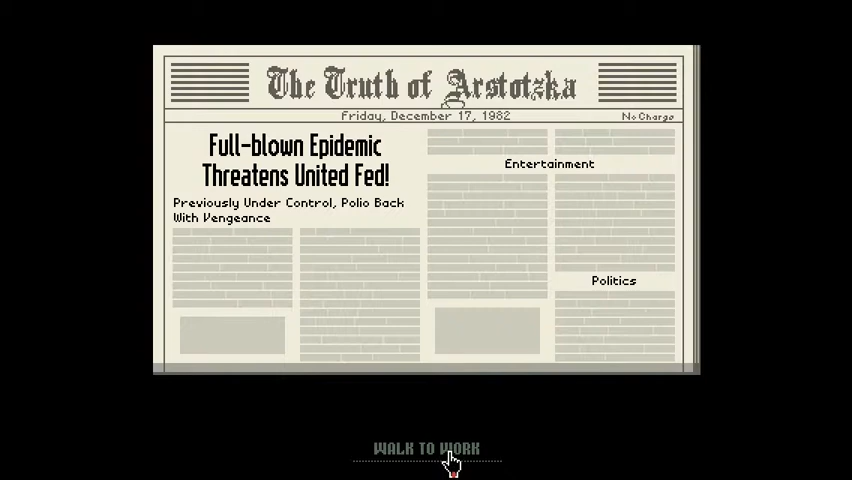 The Truth of Arstotzka
Friday, December 17, 1982
No Charge
Full-blown Epidemic
Threatens United Fed!
Previously Under Control, Polio Back
With Vengeance
Entertainment
Politics
WALK TO WORK